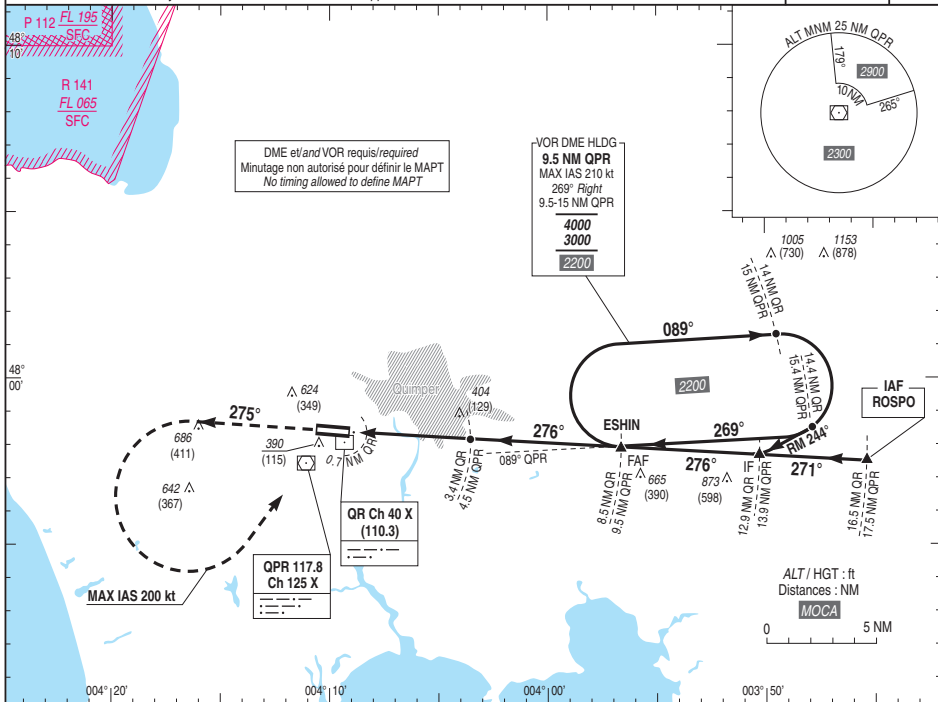 P 112 FL 195
SFC
48°
10'
R 141
FL 065
SFC
DME et/and VOR requis/required
Minutage non autorisé pour définir le MAPT
No timing allowed to define MAPT
VOR DME HLDG
9.5 NM QPR
MAX IAS 210 kt
269° Right
9.5-15 NM QPR
4000
3000
2200
ALT MNM 25 NM QPR
179°
2900
10 NM
265°
2300
1005
(730)
1153
(878)
14 NM QR
15 NM QPR
089°
14.4 NM QR
15.4 NM QPR
2200
48°
00'
Quimper
624
(349)
404
(129)
IAF
ROSPO
275°
686
(411)
390
(115)
0.7 NM QR
276°
089° QPR
ESHIN
269°
RM 244°
FAF
276°
IF
271°
665
(390)
873
(598)
642
(367)
3.4 NM QR
4.5 NM QPR
8.5 NM QR
9.5 NM QPR
12.9 NM QR
13.9 NM QPR
16.5 NM QR
17.5 NM QPR
QR Ch 40 X
(110.3)
QPR 117.8
Ch 125 X
MAX IAS 200 kt
ALT / HGT : ft
Distances : NM
MOCA
0 5 NM
004° 20' 004° 10' 004° 00' 003° 50'